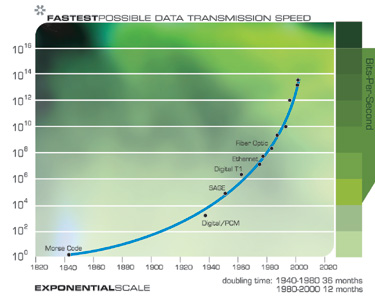 * FASTESTPOSSIBLE DATA TRANSMISSION SPEED
10^16
10^14
10^12
10^10
10^8
10^6
10^4
10^2
10^0
Bits-Per-Second
Fiber Optic
Ethernet
Digital T1
SAGE
Digital/PCM
Morse Code
1820 1840 1860 1880 1900 1920 1940 1960 1980 2000 2020
EXPONENTIALSCALE
doubling time: 1940-1980 36 months
1980-2000 12 months